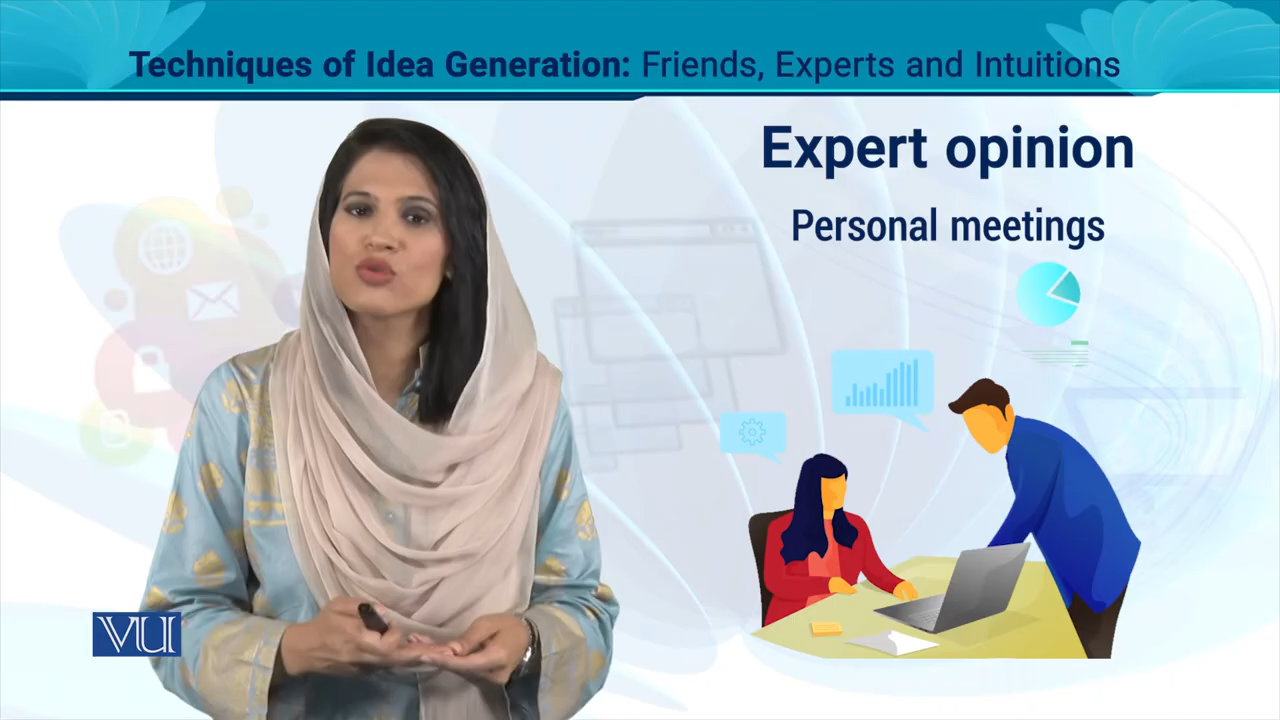 Techniques of Idea Generation: Friends, Experts and Intuitions
Expert opinion
Personal meetings
VU